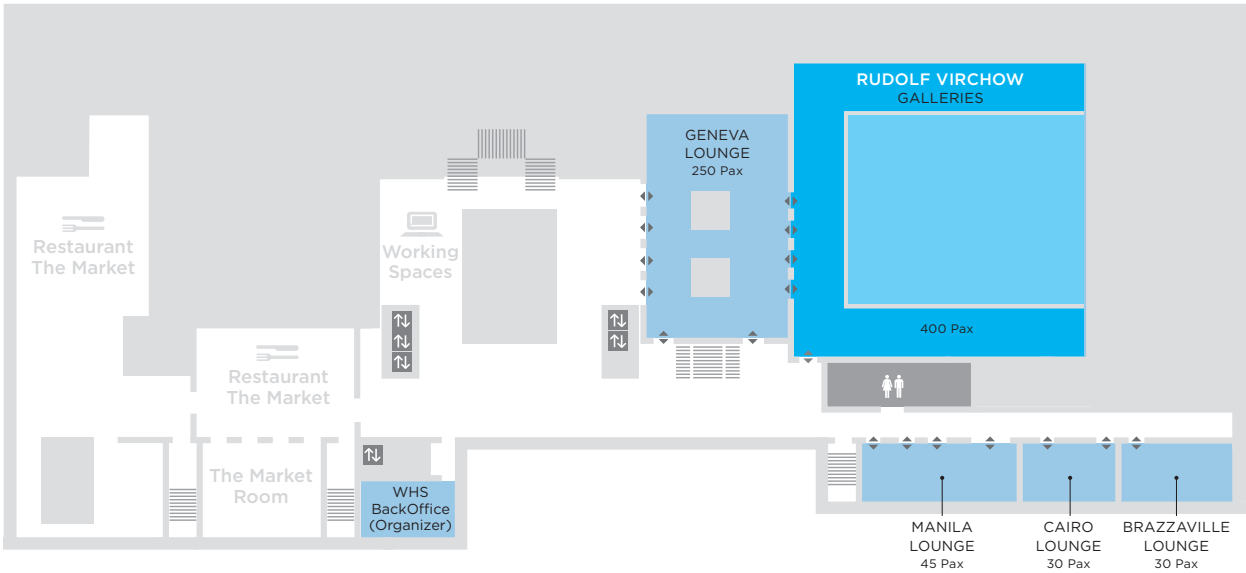 RUDOLF VIRCHOW
GALLERIES
GENEVA
LOUNGE
250 Pax
Restaurant
The Market
Working
Spaces
400 Pax
Restaurant
The Market
The Market
Room
WHS
BackOffice
(Organizer)
MANILA
LOUNGE
45 Pax
CAIRO
LOUNGE
30 Pax
BRAZZAVILLE
LOUNGE
30 Pax